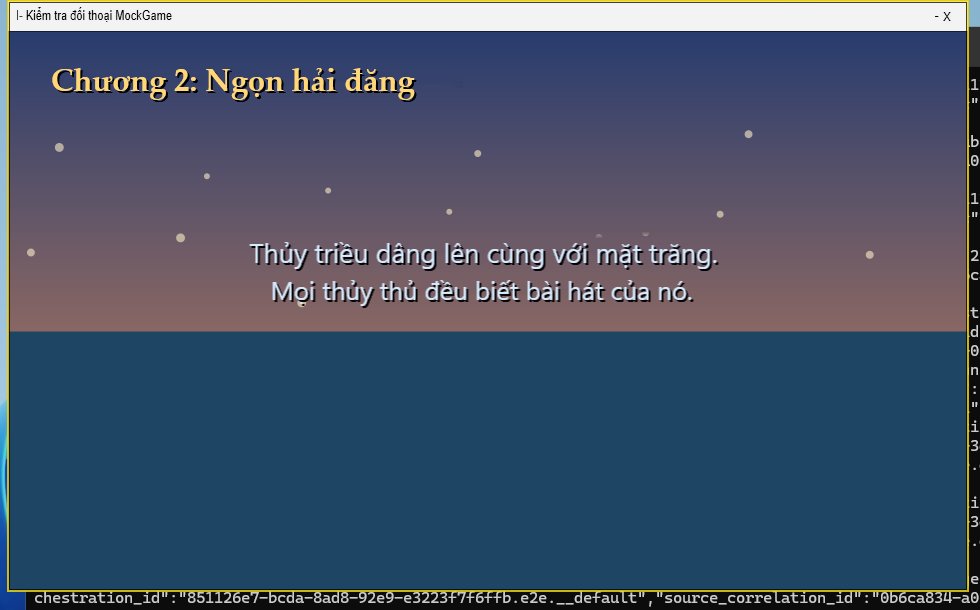 Kiểm tra đối thoại MockGame
- X
Chương 2: Ngọn hải đăng
Thủy triều dâng lên cùng với mặt trăng.
Mọi thủy thủ đều biết bài hát của nó.
chestration_id":"851126e7-bcda-8ad8-92e9-e3223f7f6ffb.e2e.__default","source_correlation_id":"0b6ca834-a